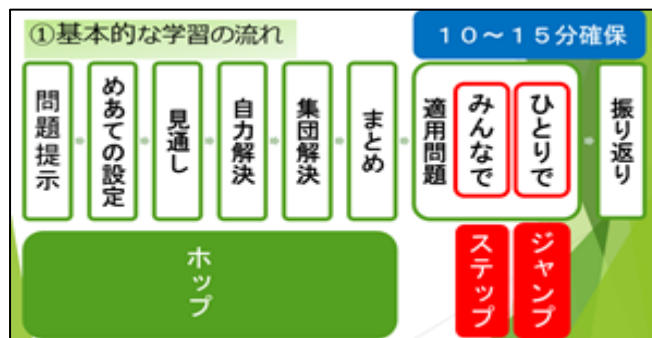 ①基本的な学習の流れ
10～15分確保
問題提示
めあての設定
見通し
自力解決
集団解決
まとめ
適用問題
みんなで
ひとりで
振り返り
ホップ
ステップ
ジャンプ